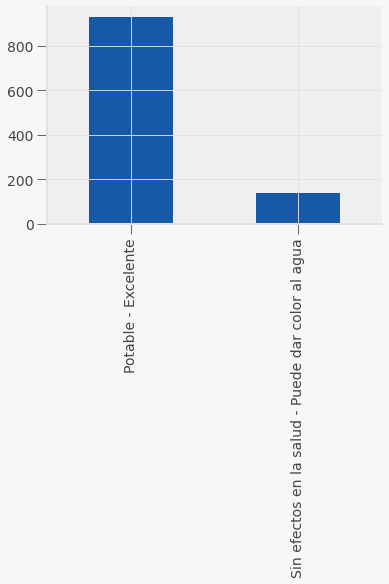 800
600
400
200
0
Potable - Excelente
Sin efectos en la salud - Puede dar color al agua